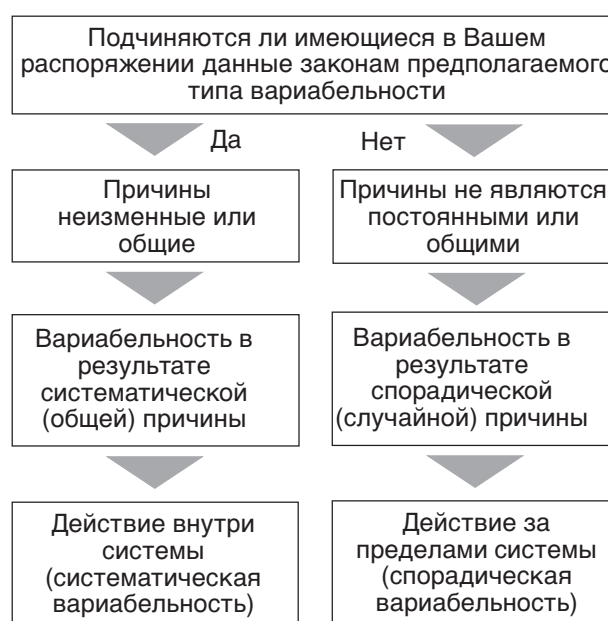 Подчиняются ли имеющиеся в Вашем
распоряжении данные законам предполагаемого
типа вариабельности
Да
Нет
Причины
неизменные или
общие
Причины не являются
постоянными или
общими
Вариабельность в
результате
систематической
(общей) причины
Вариабельность в
результате
спорадической
(случайной) причины
Действие внутри
системы
(систематическая
вариабельность)
Действие за
пределами системы
(спорадическая
вариабельность)